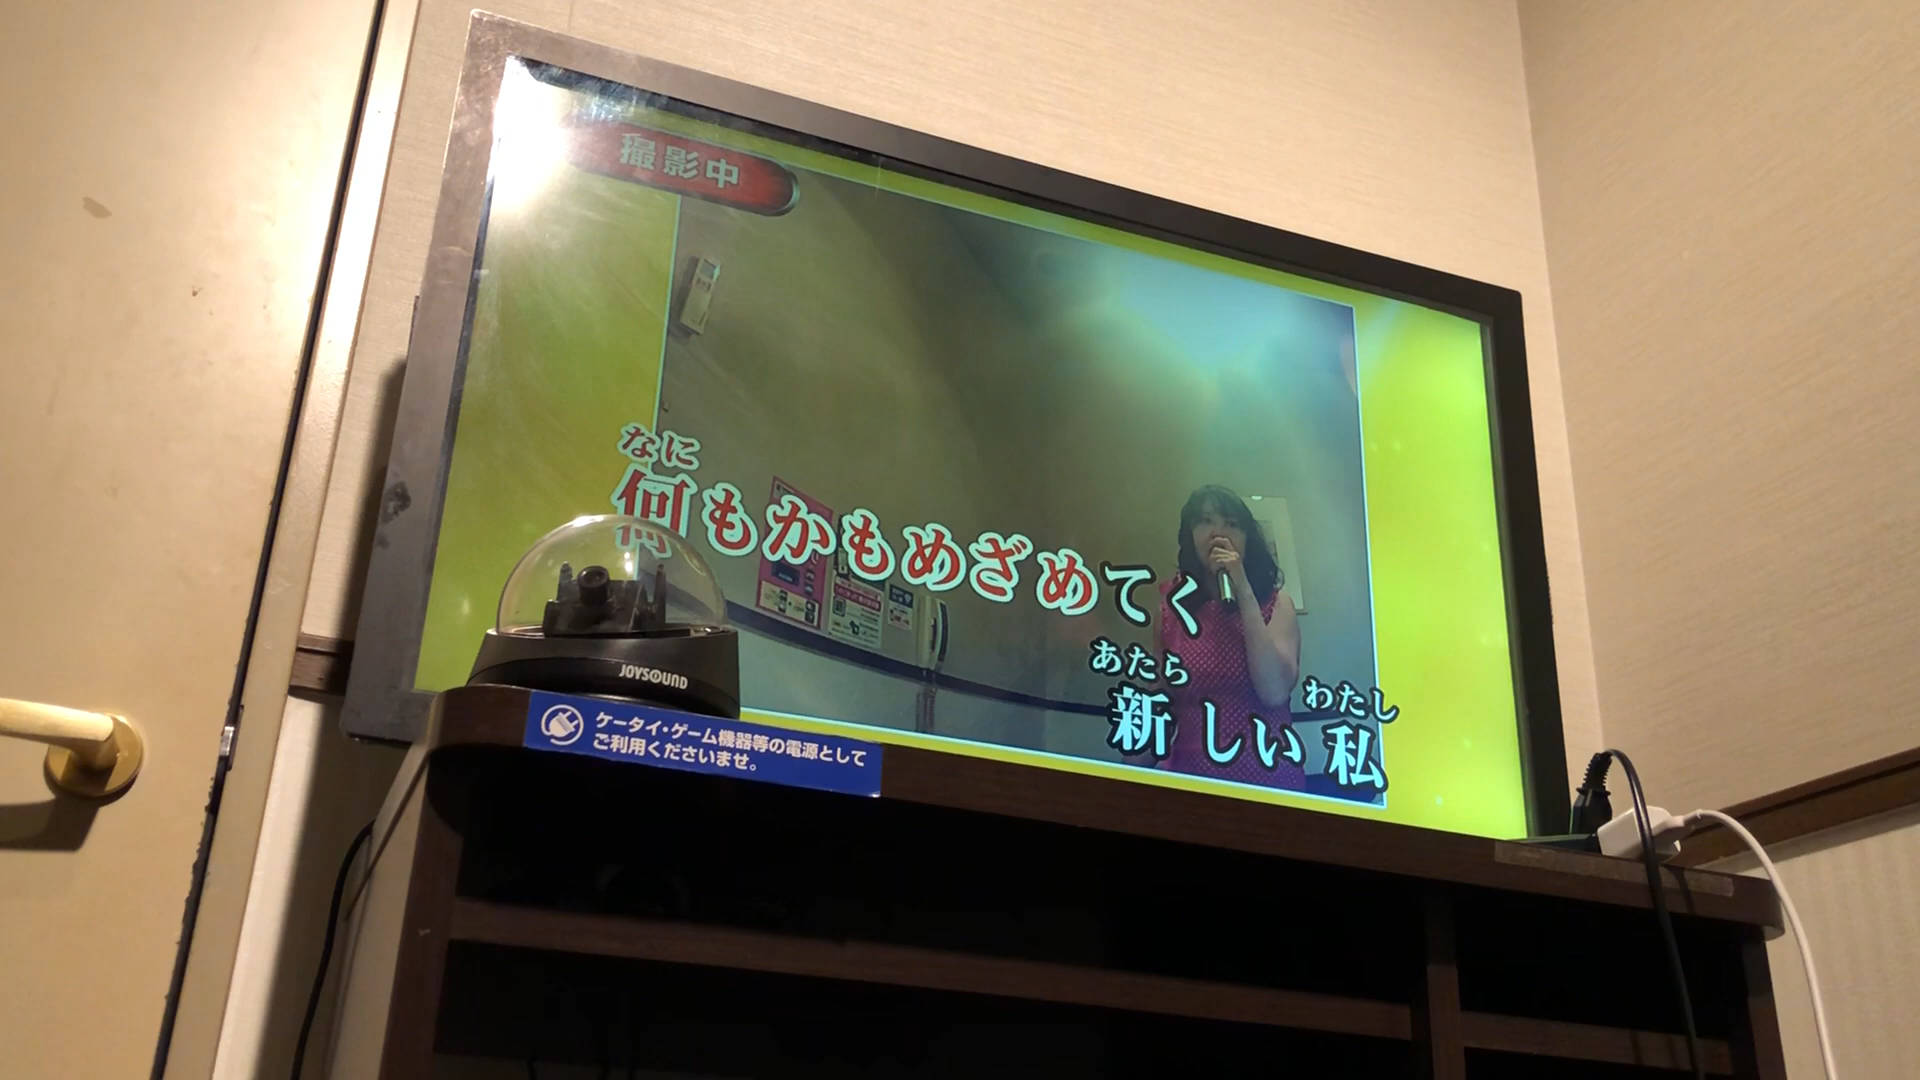 撮影中
なに
何もかもめざめてく
あたら わたし
新しい私
JOYSOUND
ケータイ・ゲーム機器等の電源として
ご利用くださいませ。